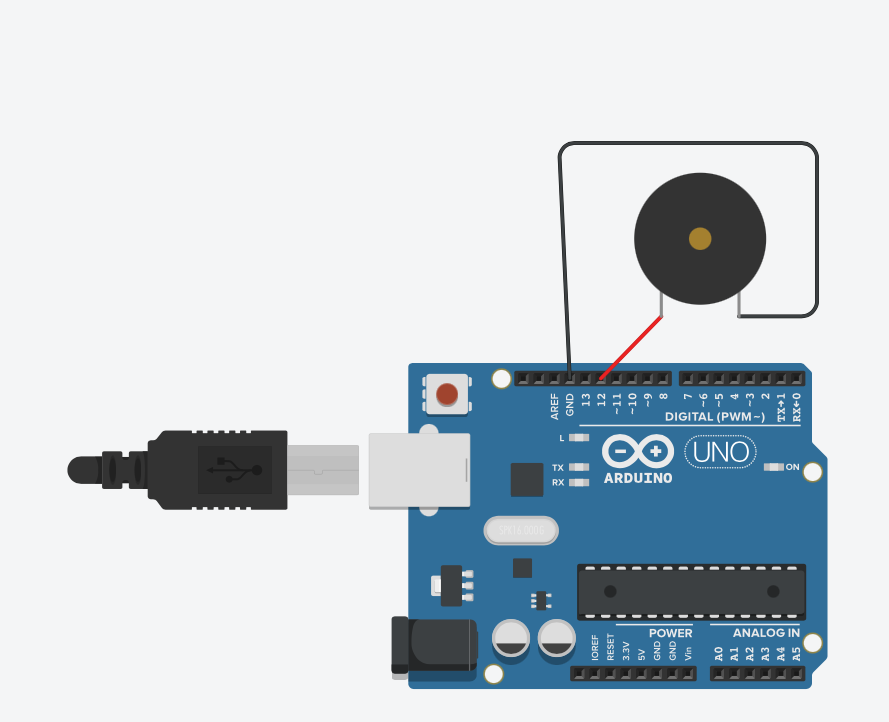 AREF
GND
13
12
~11
~10
~9
8
7
~6
~5
4
~3
2
TX→1
RX←0
DIGITAL (PWM~)
L
TX
RX
ARDUINO
UNO
ON
POWER
ANALOG IN
IOREF
RESET
3.3V
5V
GND
GND
Vin
A0
A1
A2
A3
A4
A5